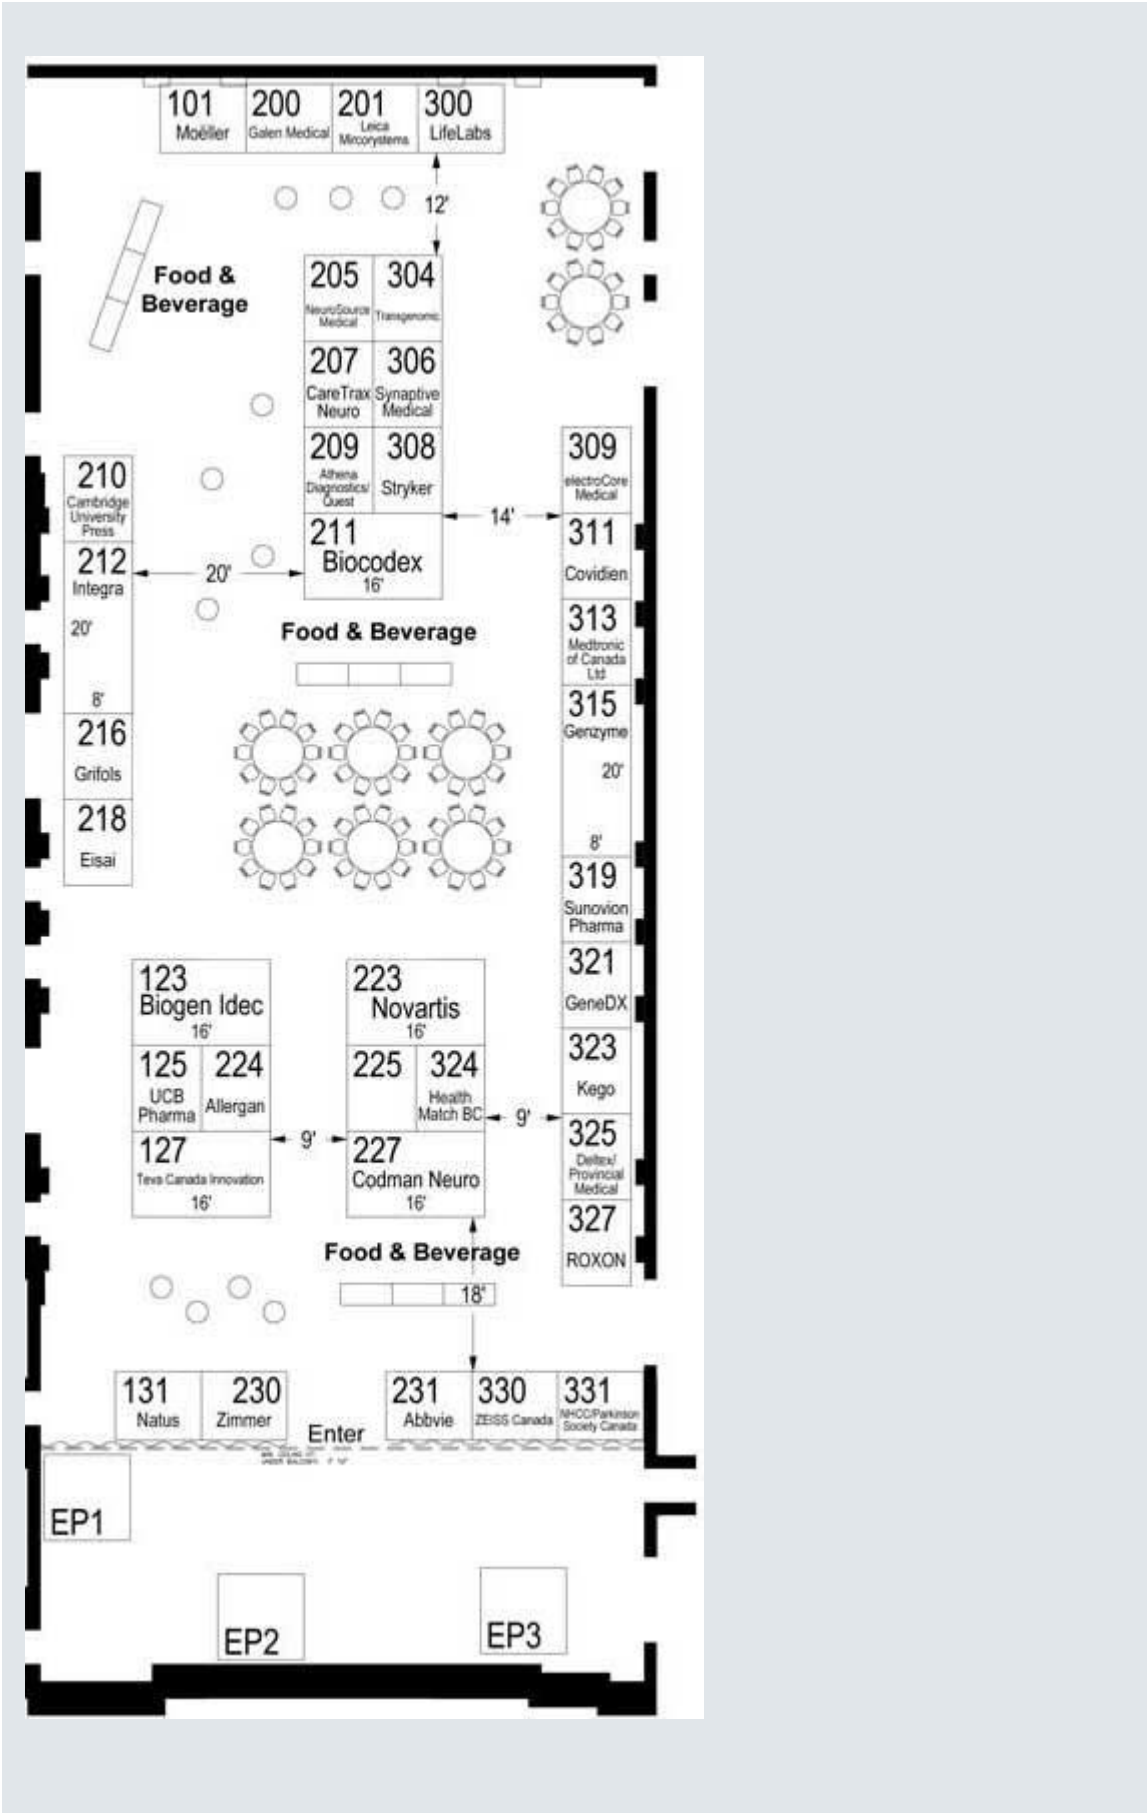 101
Moëller
200
Galen Medical
201
Leica
Mircorystems
300
LifeLabs
12'
Food &
Beverage
205
NeuroSource
Medical
304
Transgenomic
207
CareTrax
Neuro
306
Synaptive
Medical
209
Athena
Diagnostics/
Quest
308
Stryker
309
electroCore
Medical
210
Cambridge
University
Press
14'
211
Biocodex
16'
311
Covidien
212
Integra
20'
8'
20'
Food & Beverage
313
Medtronic
of Canada
Ltd
315
Genzyme
20'
8'
216
Grifols
218
Eisai
319
Sunovion
Pharma
321
GeneDX
123
Biogen Idec
16'
223
Novartis
16'
125
UCB
Pharma
224
Allergan
225
324
Health
Match BC
323
Kego
9'
9'
127
Teva Canada Innovation
16'
227
Codman Neuro
16'
325
Deltex/
Provincial
Medical
327
ROXON
Food & Beverage
18'
131
Natus
230
Zimmer
231
Abbvie
330
ZEISS Canada
331
NHCC/Parkinson
Society Canada
Enter
UNDER BALCONY
EP1
EP2
EP3